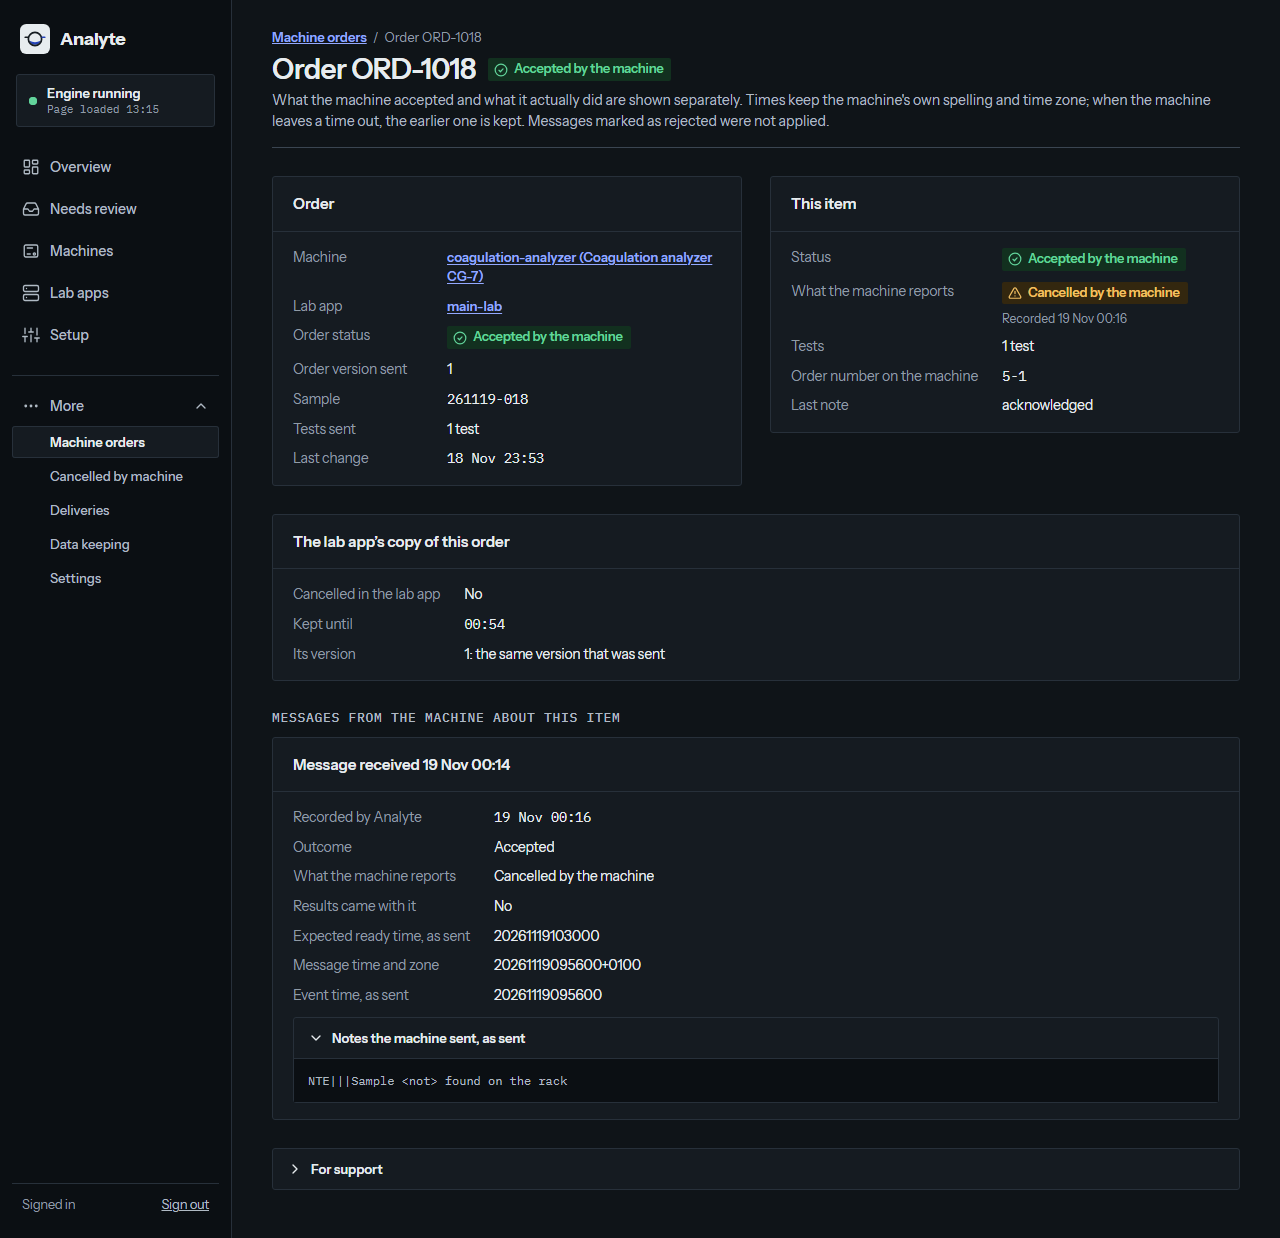 Analyte
Engine running
Page loaded 13:15
Overview
Needs review
Machines
Lab apps
Setup
More
Machine orders
Cancelled by machine
Deliveries
Data keeping
Settings
Signed in
Sign out
Machine orders / Order ORD-1018
Order ORD-1018
Accepted by the machine
What the machine accepted and what it actually did are shown separately. Times keep the machine's own spelling and time zone; when the machine
leaves a time out, the earlier one is kept. Messages marked as rejected were not applied.
Order
Machine
coagulation-analyzer (Coagulation analyzer
CG-7)
Lab app
main-lab
Order status
Accepted by the machine
Order version sent
1
Sample
261119-018
Tests sent
1 test
Last change
18 Nov 23:53
This item
Status
Accepted by the machine
What the machine reports
Cancelled by the machine
Recorded 19 Nov 00:16
Tests
1 test
Order number on the machine
5-1
Last note
acknowledged
The lab app's copy of this order
Cancelled in the lab app
No
Kept until
00:54
Its version
1: the same version that was sent
MESSAGES FROM THE MACHINE ABOUT THIS ITEM
Message received 19 Nov 00:14
Recorded by Analyte
19 Nov 00:16
Outcome
Accepted
What the machine reports
Cancelled by the machine
Results came with it
No
Expected ready time, as sent
20261119103000
Message time and zone
20261119095600+0100
Event time, as sent
20261119095600
Notes the machine sent, as sent
NTE|||Sample <not> found on the rack
For support